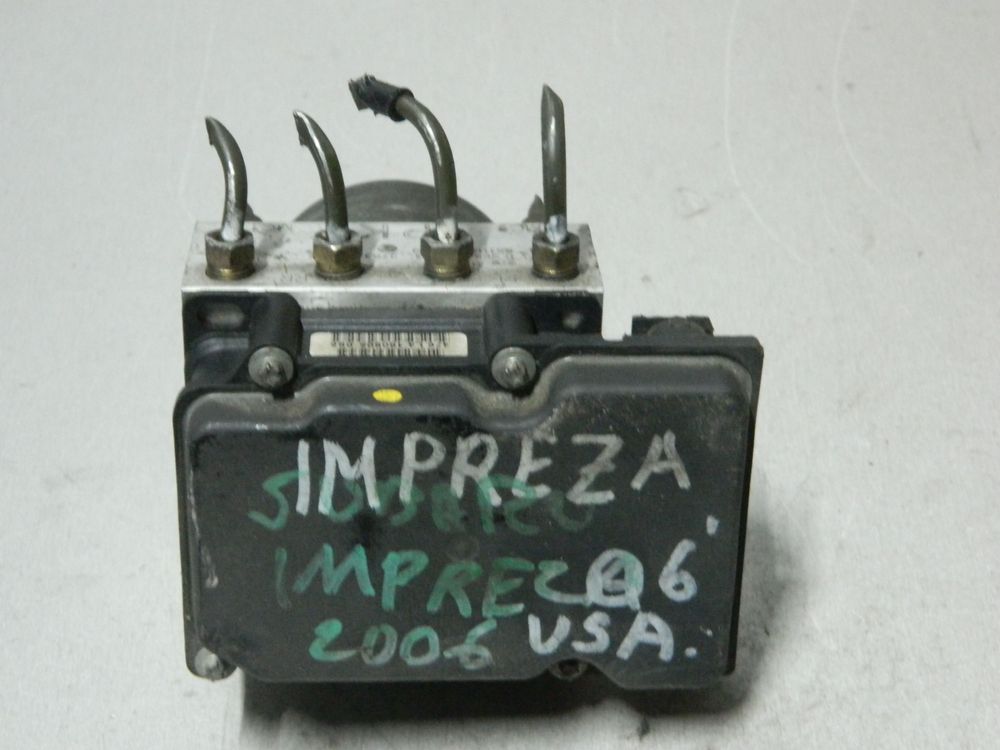 IMPREZA
SUBARU
IMPREZA
06
2006
USA.